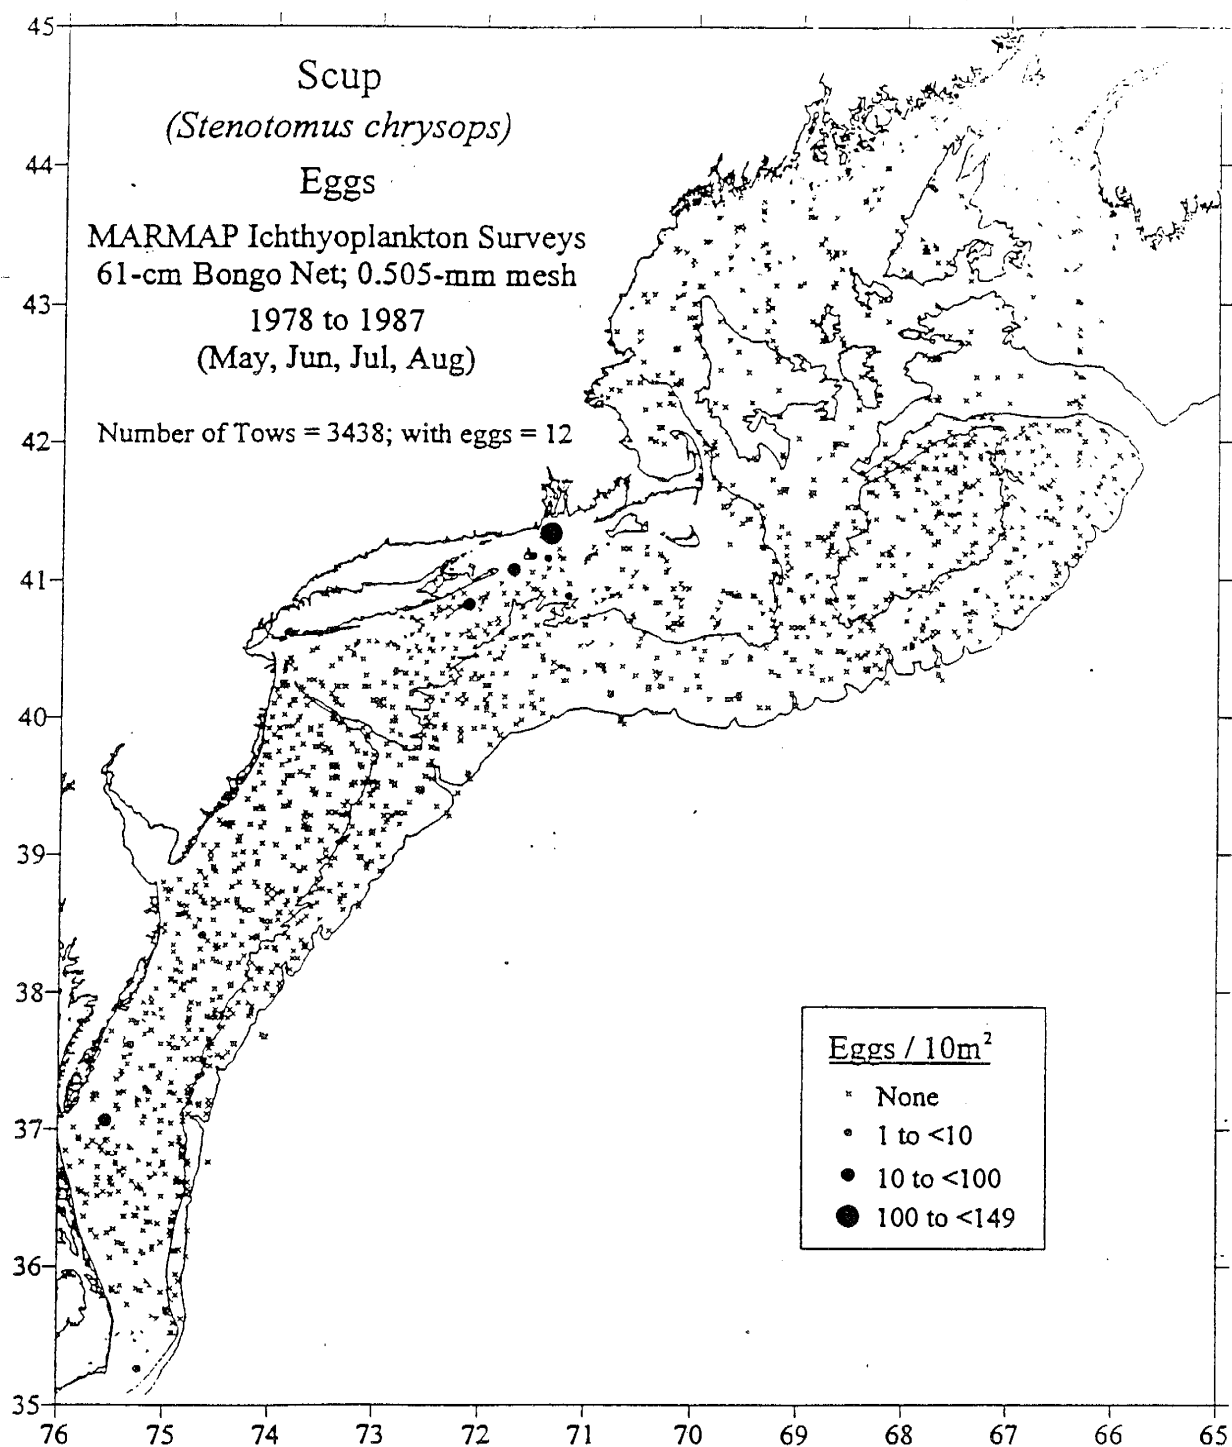 Scup
(Stenotomus chrysops)
Eggs
MARMAP Ichthyoplankton Surveys
61-cm Bongo Net; 0.505-mm mesh
1978 to 1987
(May, Jun, Jul, Aug)
Number of Tows = 3438; with eggs = 12
45
44
43
42
41
40
39
38
37
36
35
Eggs / 10m²
None
1 to <10
10 to <100
100 to <149
76 75 74 73 72 71 70 69 68 67 66 65